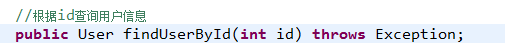 //根据id查询用户信息
public User findUserById(int id) throws Exception;